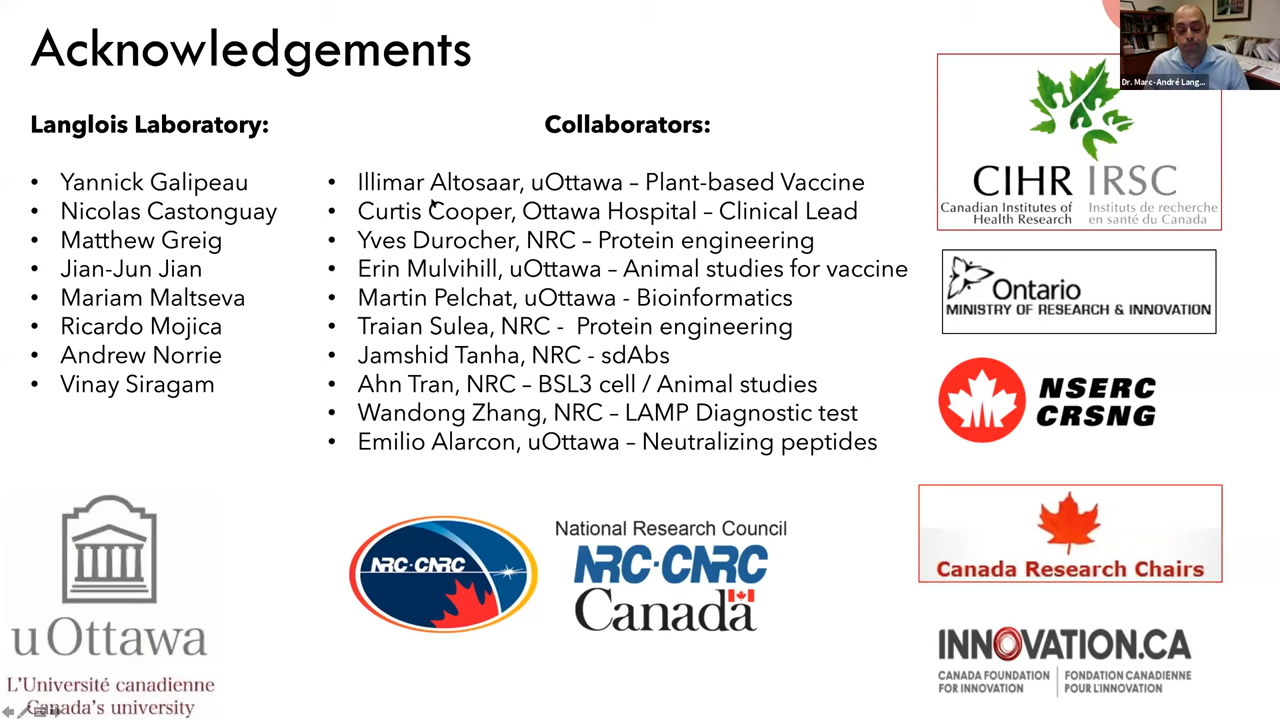 Acknowledgements
Dr. Marc-André Lang...
Langlois Laboratory:
• Yannick Galipeau
• Nicolas Castonguay
• Matthew Greig
• Jian-Jun Jian
• Mariam Maltseva
• Ricardo Mojica
• Andrew Norrie
• Vinay Siragam
Collaborators:
• Illimar Altosaar, uOttawa – Plant-based Vaccine
• Curtis Cooper, Ottawa Hospital – Clinical Lead
• Yves Durocher, NRC – Protein engineering
• Erin Mulvihill, uOttawa – Animal studies for vaccine
• Martin Pelchat, uOttawa - Bioinformatics
• Traian Sulea, NRC -  Protein engineering
• Jamshid Tanha, NRC - sdAbs
• Ahn Tran, NRC – BSL3 cell / Animal studies
• Wandong Zhang, NRC – LAMP Diagnostic test
• Emilio Alarcon, uOttawa – Neutralizing peptides
CIHR IRSC
Canadian Institutes of Health Research
Instituts de recherche en santé du Canada
Ontario
MINISTRY OF RESEARCH & INNOVATION
NSERC
CRSNG
Canada Research Chairs
INNOVATION.CA
CANADA FOUNDATION FOR INNOVATION
FONDATION CANADIENNE POUR L'INNOVATION
uOttawa
L'Université canadienne
Canada's university
NRC·CNRC
National Research Council
NRC·CNRC
Canada